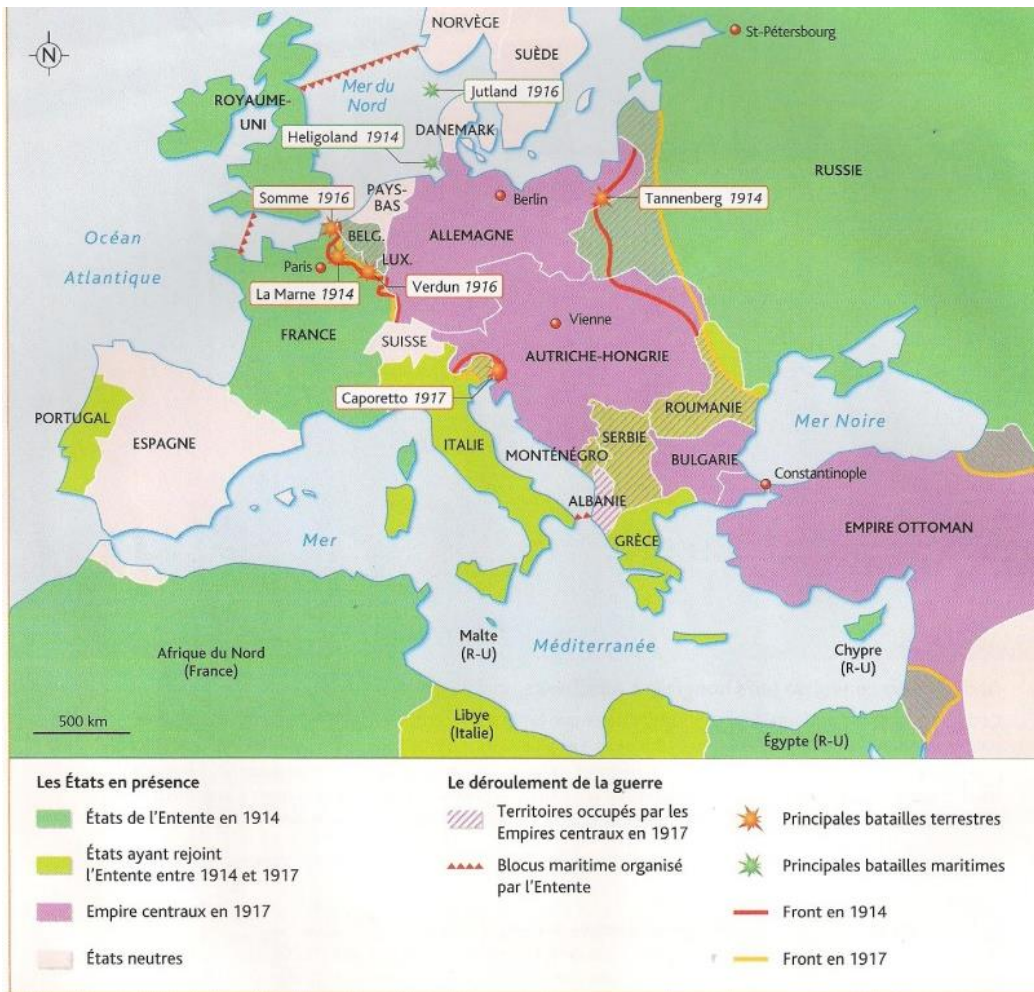 N
NORVÈGE
SUÈDE
St-Pétersbourg
ROYAUME-
UNI
Mer du
Nord
Jutland 1916
Heligoland 1914
DANEMARK
RUSSIE
Somme 1916
PAYS-
BAS
Berlin
Tannenberg 1914
Océan
Atlantique
BELG.
ALLEMAGNE
Paris
LUX.
La Marne 1914
Verdun 1916
FRANCE
Vienne
SUISSE
AUTRICHE-HONGRIE
Caporetto 1917
ROUMANIE
PORTUGAL
ESPAGNE
ITALIE
SERBIE
Mer Noire
MONTÉNÉGRO
BULGARIE
Constantinople
ALBANIE
GRÈCE
EMPIRE OTTOMAN
Mer
Méditerranée
Afrique du Nord
(France)
Malte
(R-U)
Chypre
(R-U)
500 km
Libye
(Italie)
Égypte (R-U)
Les États en présence
États de l'Entente en 1914
États ayant rejoint
l'Entente entre 1914 et 1917
Empire centraux en 1917
États neutres
Le déroulement de la guerre
Territoires occupés par les
Empires centraux en 1917
Blocus maritime organisé
par l'Entente
Principales batailles terrestres
Principales batailles maritimes
Front en 1914
Front en 1917